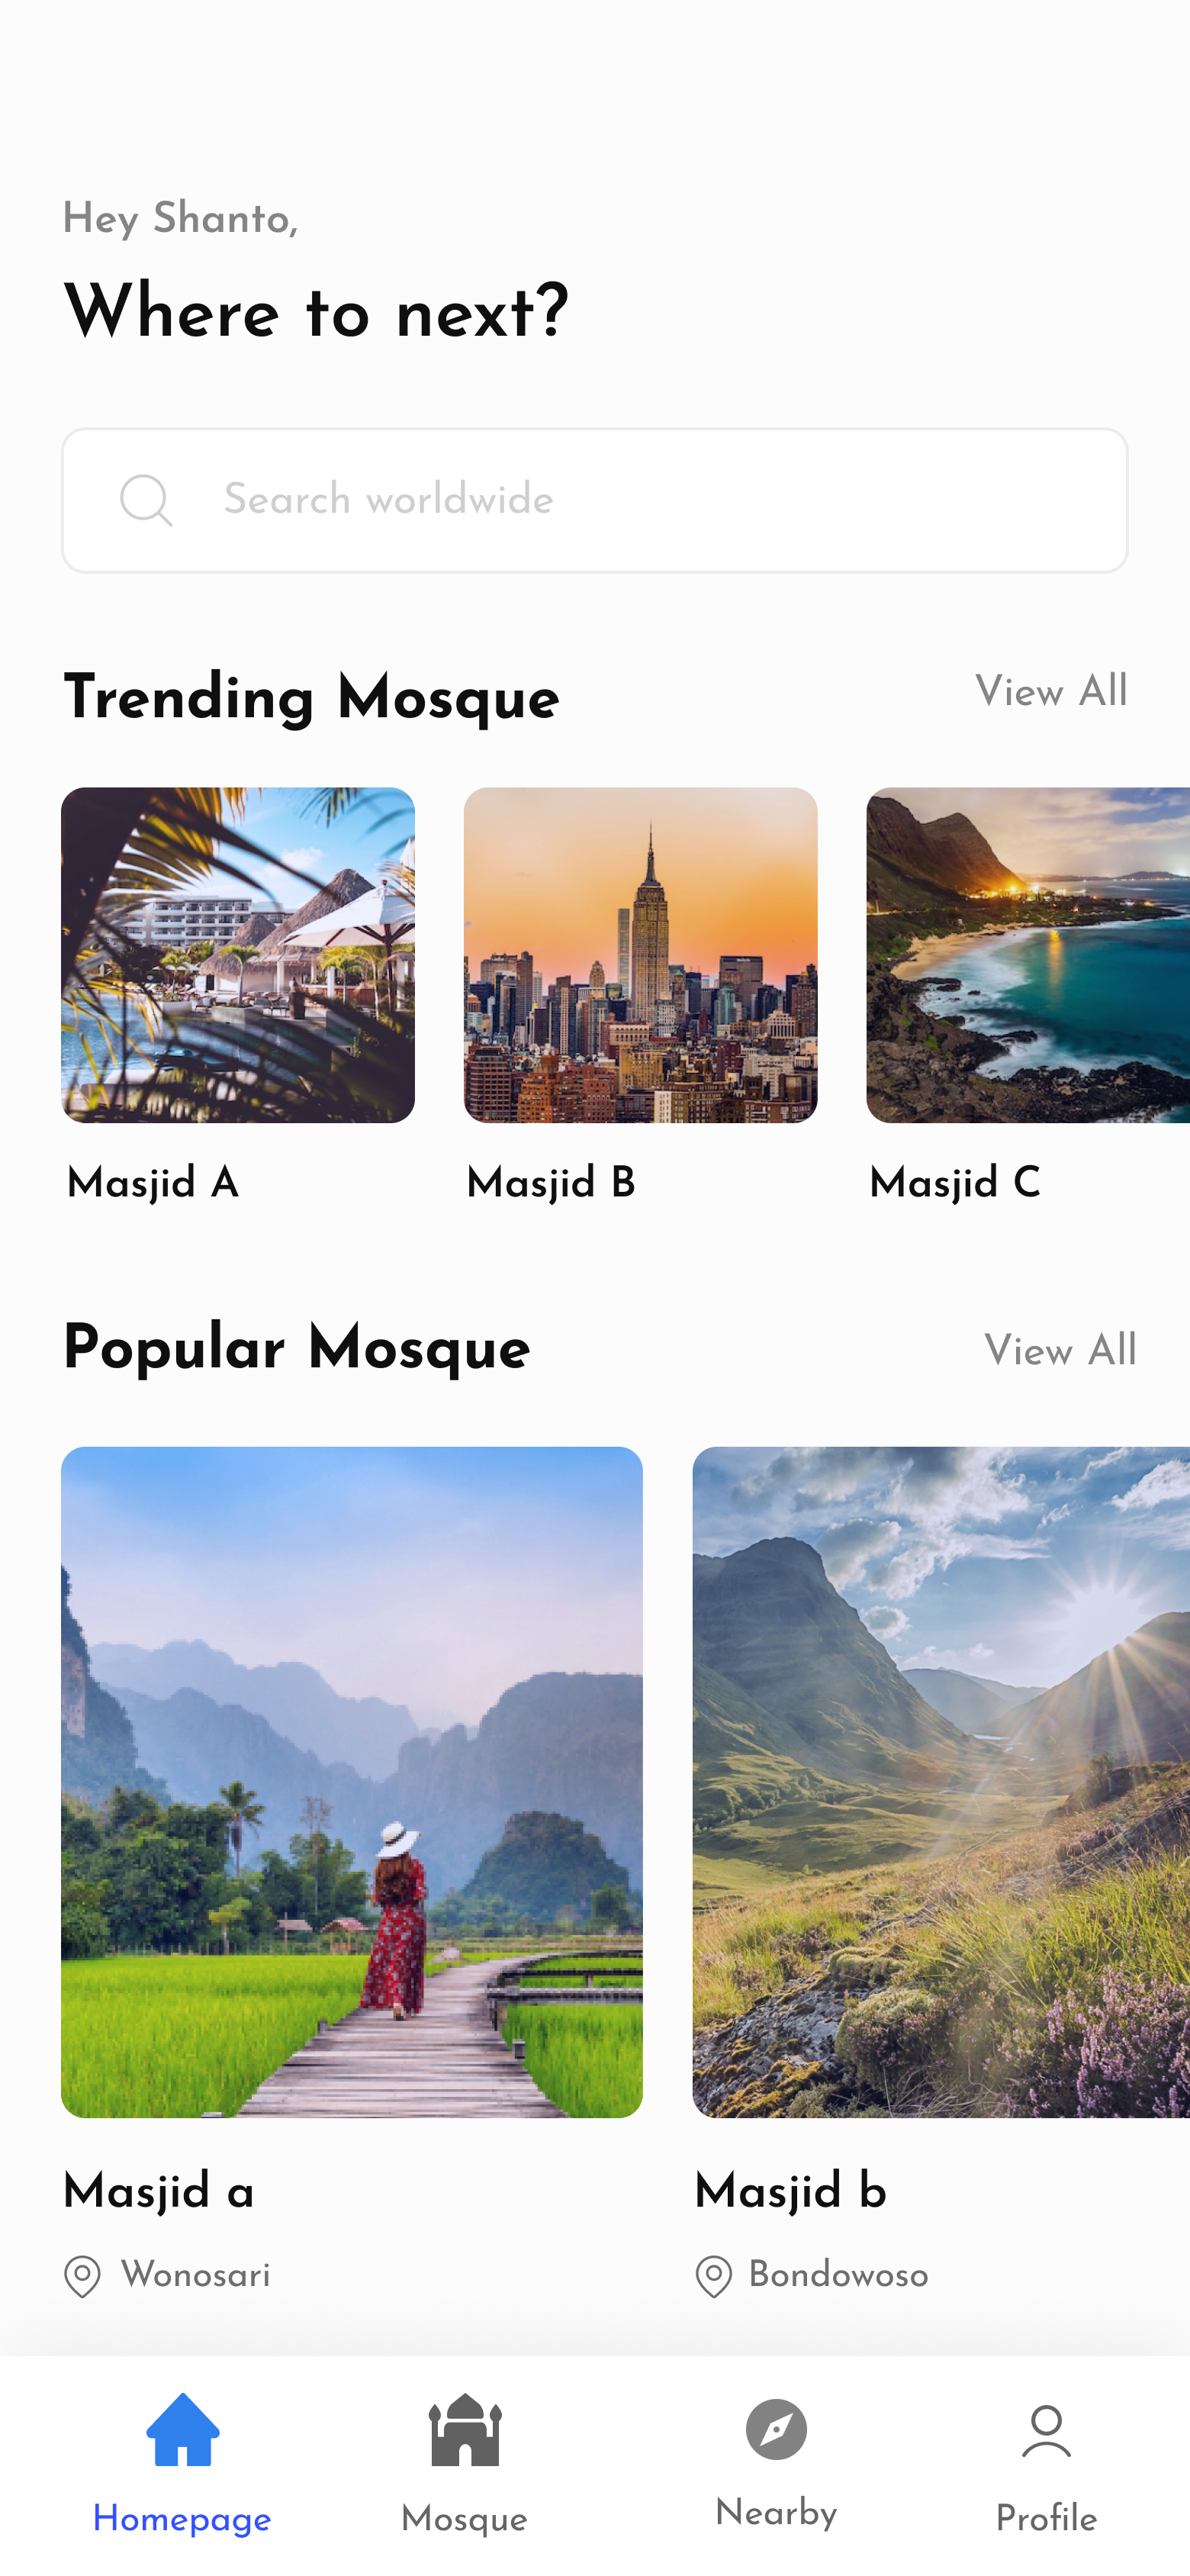 Hey Shanto,
Where to next?
Search worldwide
Trending Mosque
View All
Masjid A
Masjid B
Masjid C
Popular Mosque
View All
Masjid a
Masjid b
Wonosari
Bondowoso
Homepage
Mosque
Nearby
Profile